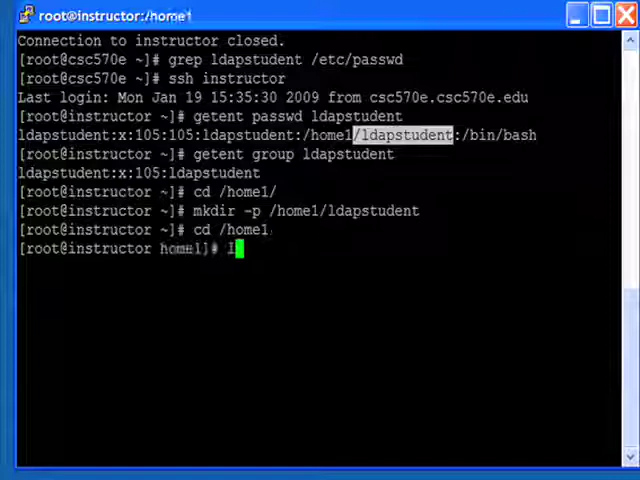 root@instructor:/home1
Connection to instructor closed.
[root@csc570e ~]# grep ldapstudent /etc/passwd
[root@csc570e ~]# ssh instructor
Last login: Mon Jan 19 15:35:30 2009 from csc570e.csc570e.edu
[root@instructor ~]# getent passwd ldapstudent
ldapstudent:x:105:105:ldapstudent:/home1/ldapstudent:/bin/bash
[root@instructor ~]# getent group ldapstudent
ldapstudent:x:105:ldapstudent
[root@instructor ~]# cd /home1/
[root@instructor ~]# mkdir -p /home1/ldapstudent
[root@instructor ~]# cd /home1
[root@instructor home1]# l